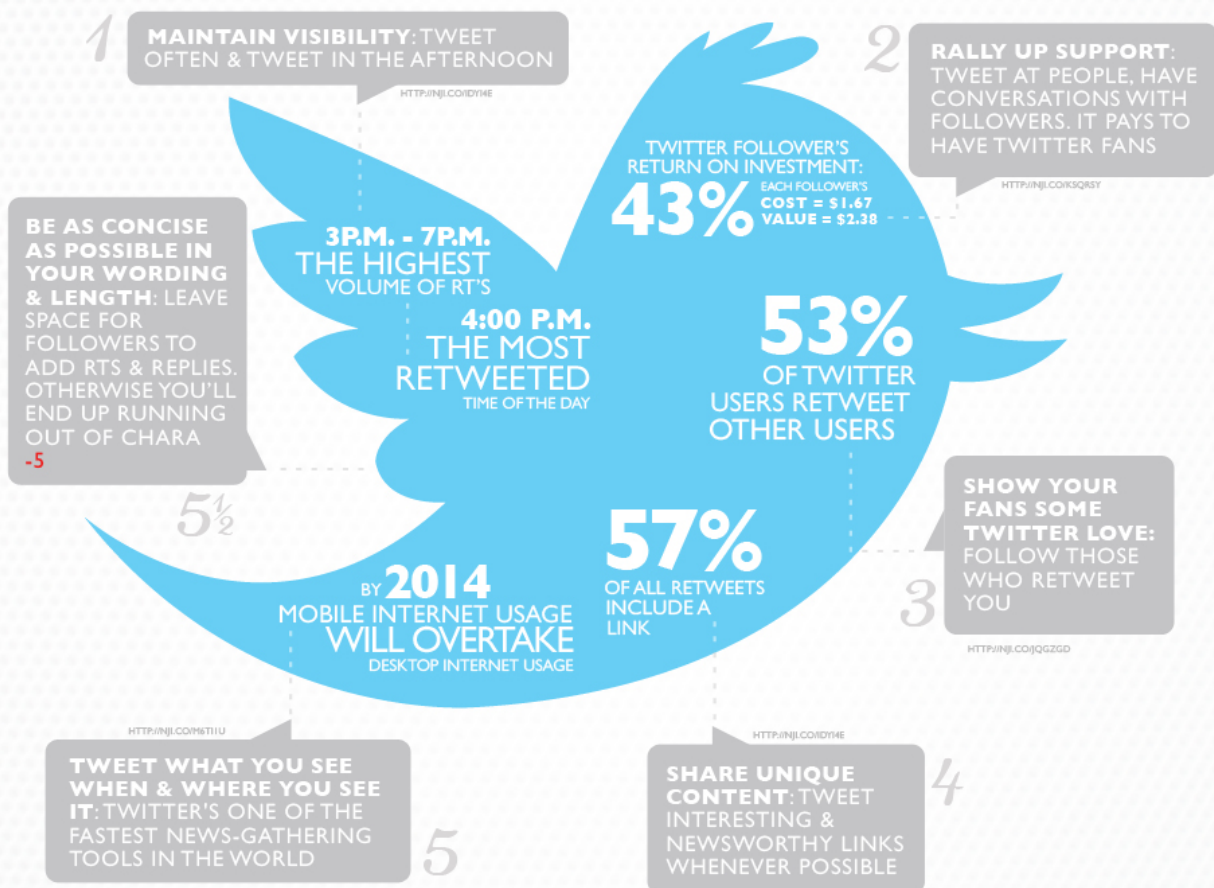 1
MAINTAIN VISIBILITY: TWEET
OFTEN & TWEET IN THE AFTERNOON
HTTP://NJI.CO/IDYI4E
3P.M. - 7P.M.
THE HIGHEST
VOLUME OF RT'S
4:00 P.M.
THE MOST
RETWEETED
TIME OF THE DAY
2
RALLY UP SUPPORT:
TWEET AT PEOPLE, HAVE
CONVERSATIONS WITH
FOLLOWERS. IT PAYS TO
HAVE TWITTER FANS
HTTP://NJI.CO/KSQRSY
TWITTER FOLLOWER'S
RETURN ON INVESTMENT:
43%
EACH FOLLOWER'S
COST = $1.67
VALUE = $2.38
53%
OF TWITTER
USERS RETWEET
OTHER USERS
3
SHOW YOUR
FANS SOME
TWITTER LOVE:
FOLLOW THOSE
WHO RETWEET
YOU
HTTP://NJI.CO/JQGZGD
57%
OF ALL RETWEETS
INCLUDE A
LINK
HTTP://NJI.CO/IDYI4E
4
SHARE UNIQUE
CONTENT: TWEET
INTERESTING &
NEWSWORTHY LINKS
WHENEVER POSSIBLE
BY 2014
MOBILE INTERNET USAGE
WILL OVERTAKE
DESKTOP INTERNET USAGE
HTTP://NJI.CO/M6TI1U
5
TWEET WHAT YOU SEE
WHEN & WHERE YOU SEE
IT: TWITTER'S ONE OF THE
FASTEST NEWS-GATHERING
TOOLS IN THE WORLD
5½
BE AS CONCISE
AS POSSIBLE IN
YOUR WORDING
& LENGTH: LEAVE
SPACE FOR
FOLLOWERS TO
ADD RTS & REPLIES.
OTHERWISE YOU'LL
END UP RUNNING
OUT OF CHARA
-5